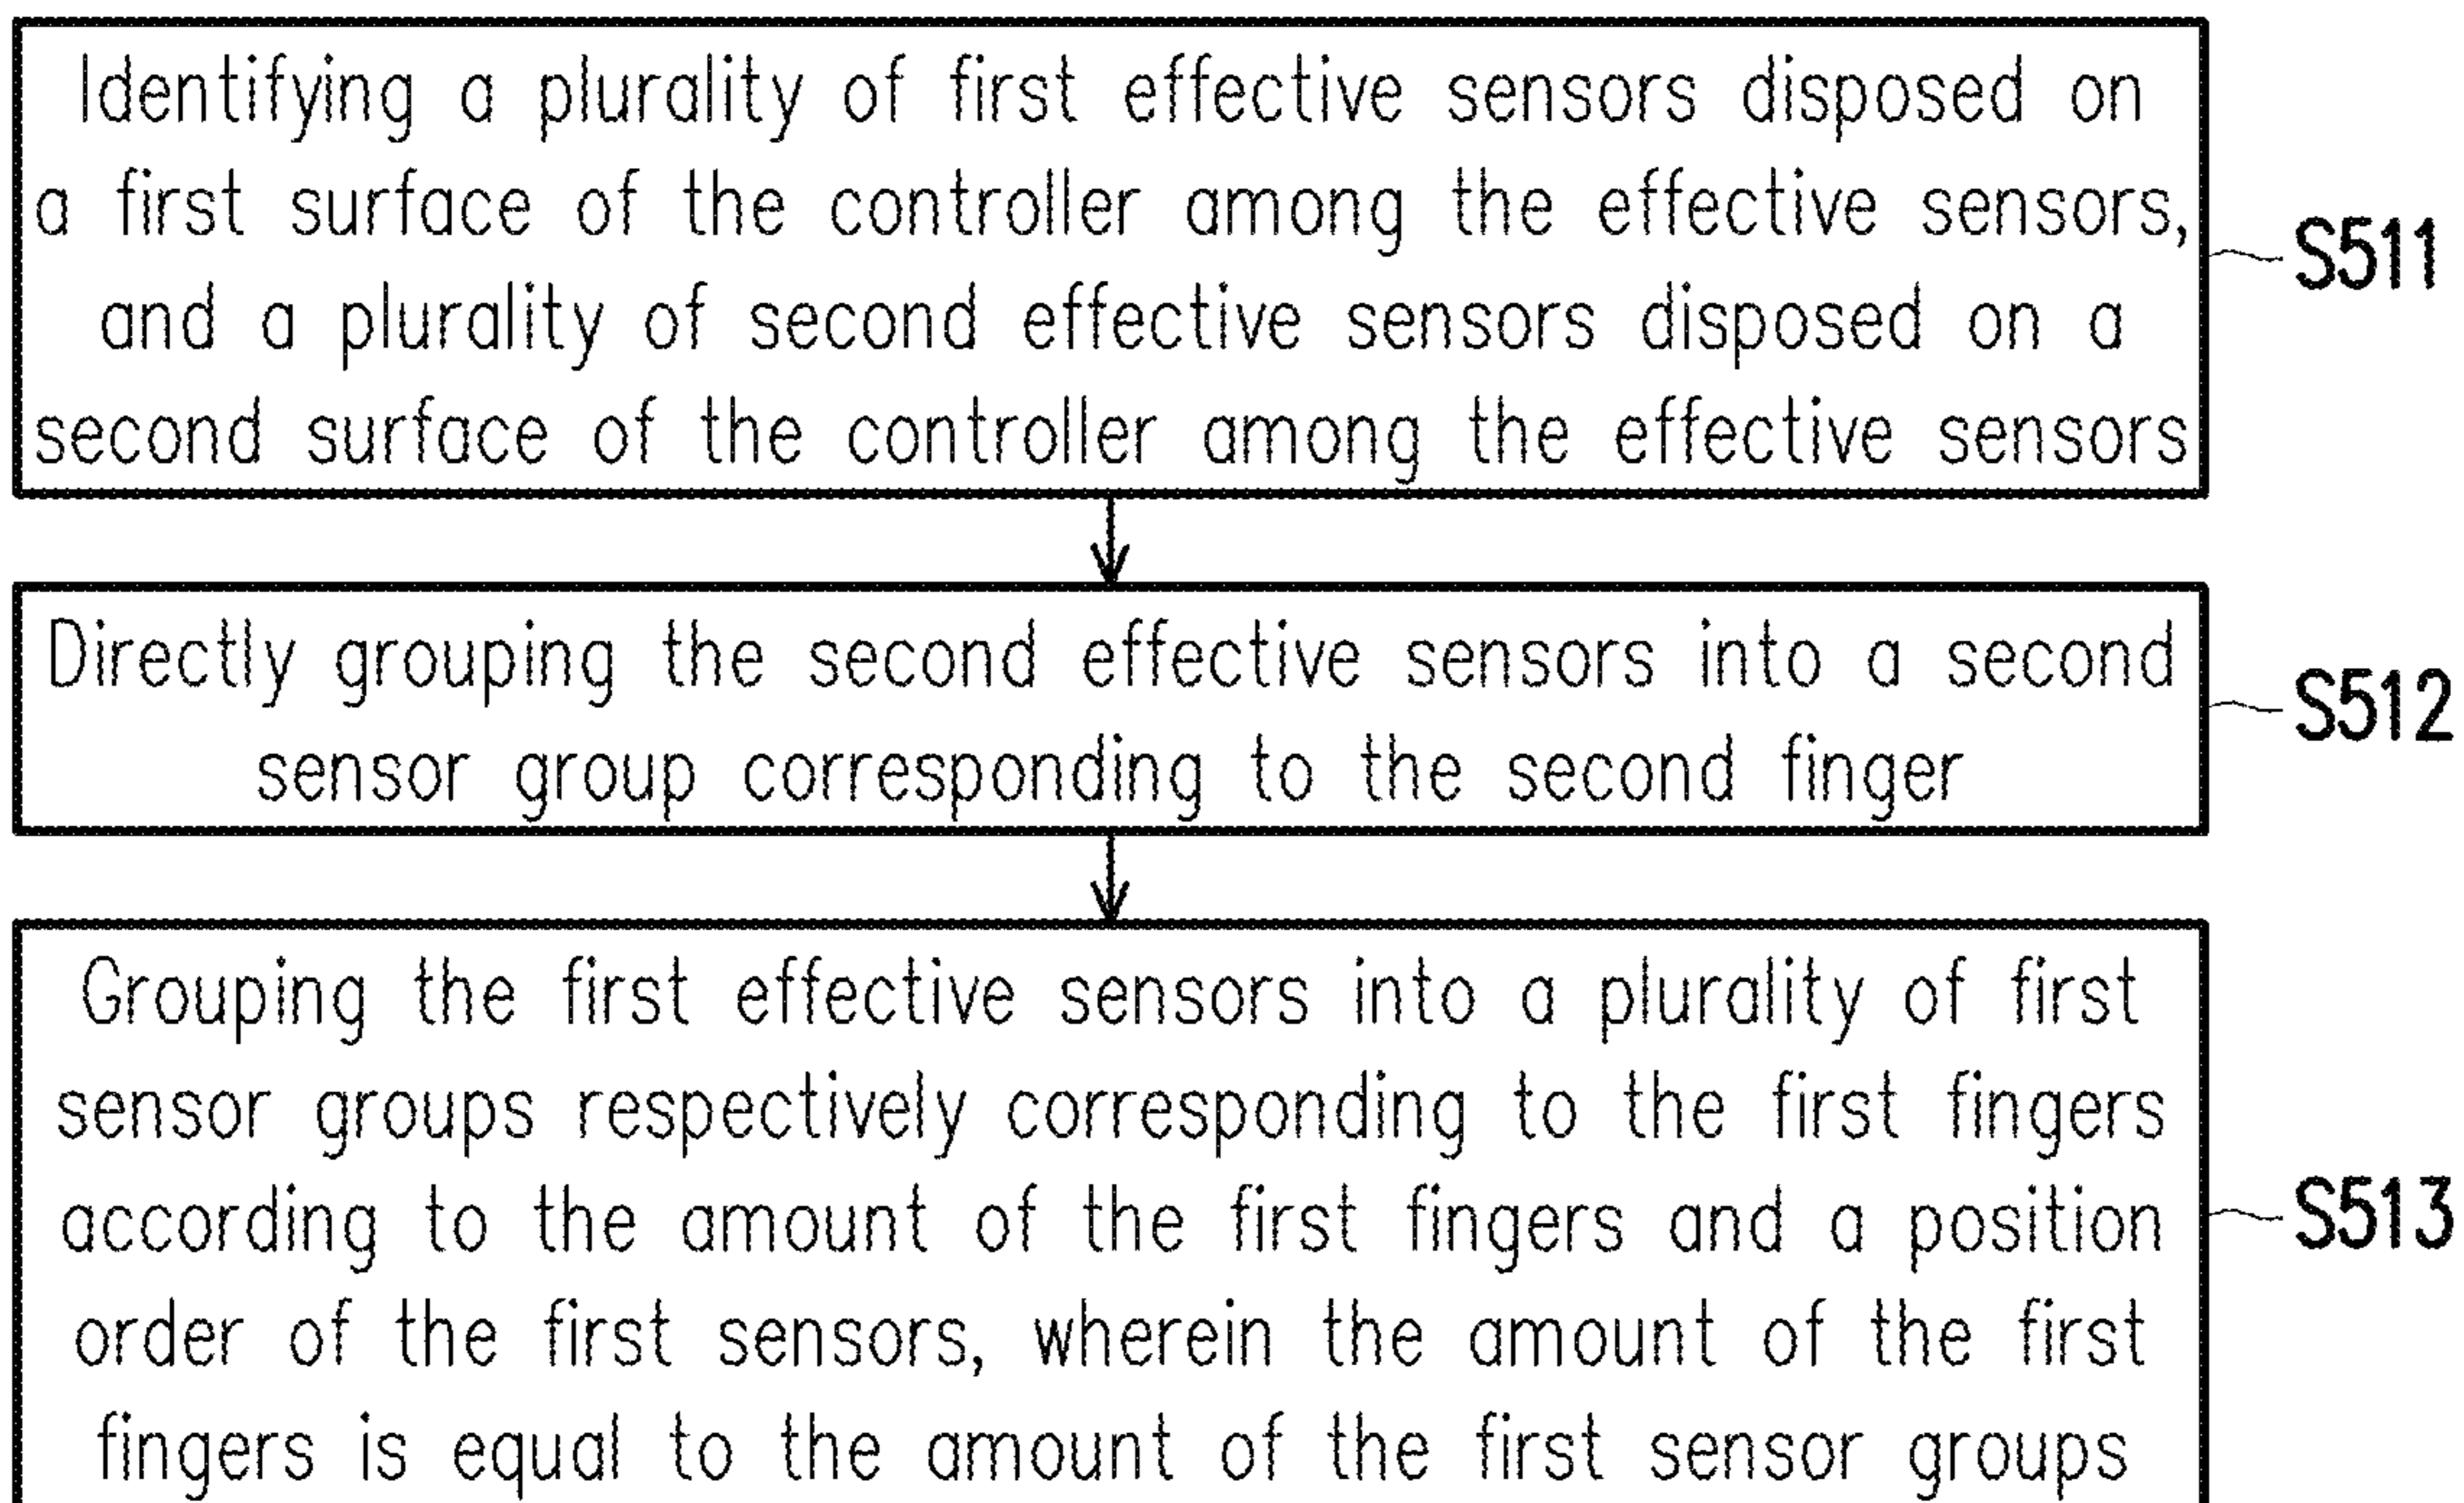 Identifying a plurality of first effective sensors disposed on
a first surface of the controller among the effective sensors,
and a plurality of second effective sensors disposed on a
second surface of the controller among the effective sensors
S511
Directly grouping the second effective sensors into a second
sensor group corresponding to the second finger
S512
Grouping the first effective sensors into a plurality of first
sensor groups respectively corresponding to the first fingers
according to the amount of the first fingers and a position
order of the first sensors, wherein the amount of the first
fingers is equal to the amount of the first sensor groups
S513